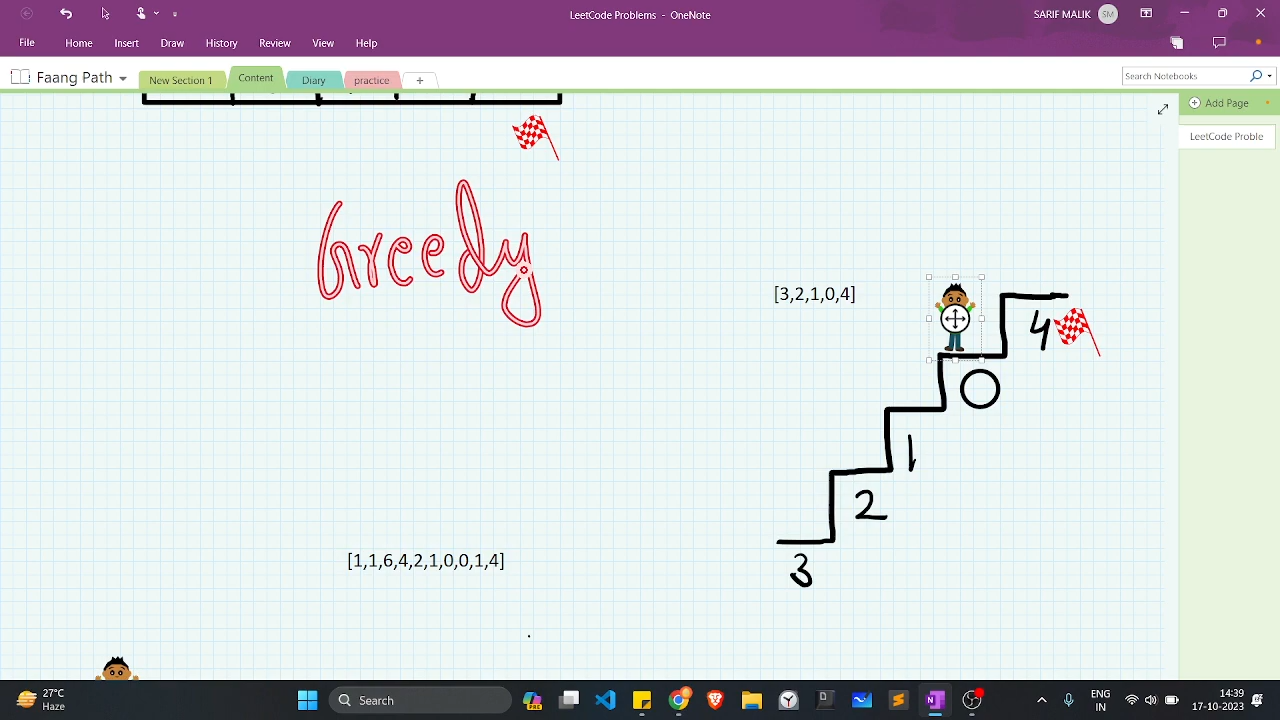 LeetCode Problems - OneNote
SARIF MALIK SM
File Home Insert Draw History Review View Help
Faang Path New Section 1 Content Diary practice +
Search Notebooks
Add Page
LeetCode Proble
Greedy
[3,2,1,0,4]
4
0
1
2
3
[1,1,6,4,2,1,0,0,1,4]
27°C
Haze
Search
PRE
ENG
IN
17-10-2023